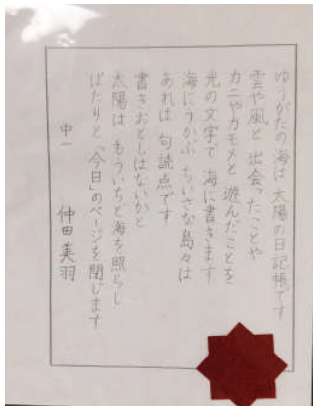 ゆうがたの海は 太陽の日記帳です
雲や風と 出会ったことや
カニやカモメと 遊んだことを
光の文字で 海に書きます
海にうかぶ ちいさな島々は
あれは 句読点です
書きおとしはないかと
太陽は もういちど海を照らし
ぱたりと「今日」のページを閉じます
中一 仲田美羽